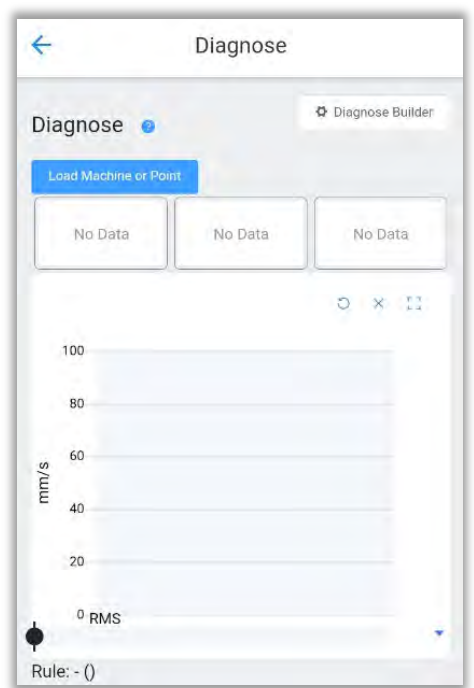 Diagnose
Diagnose
Diagnose Builder
Load Machine or Point
No Data No Data No Data
100
80
60
40
20
0
mm/s
RMS
Rule: - ()